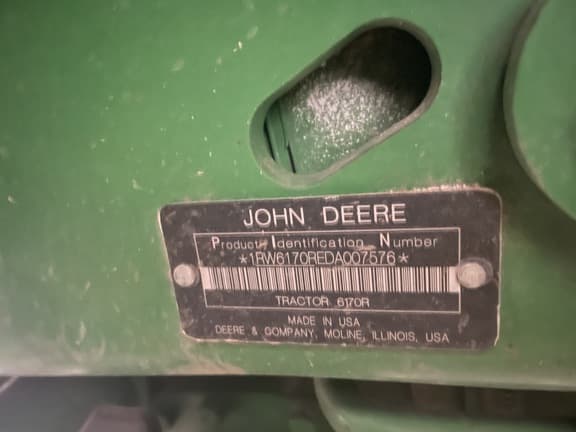 JOHN DEERE
Product Identification Number
*1RW6170REDA007576*
TRACTOR 6170R
MADE IN USA
DEERE & COMPANY, MOLINE, ILLINOIS, USA